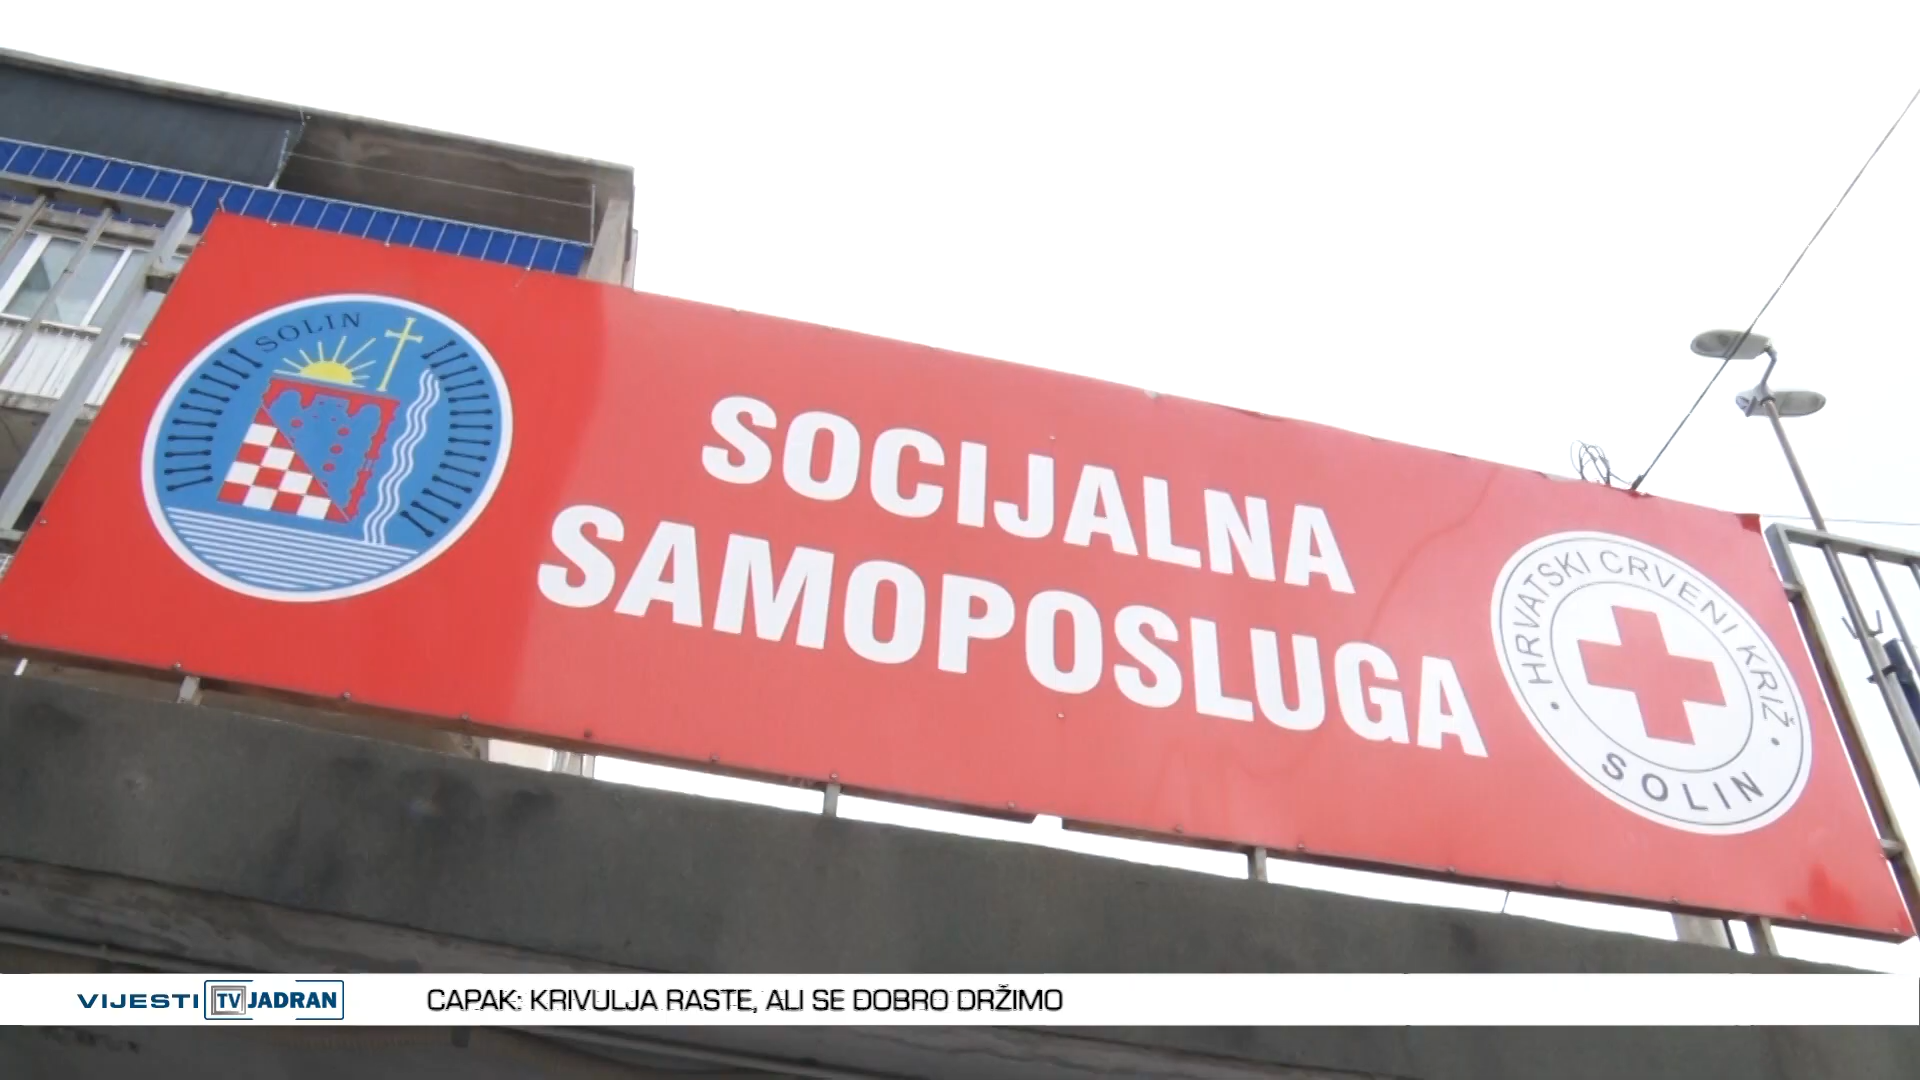 SOLIN
SOCIJALNA
SAMOPOSLUGA
HRVATSKI CRVENI KRIŽ
SOLIN
VIJESTI TV JADRAN
CAPAK: KRIVULJA RASTE, ALI SE DOBRO DRŽIMO